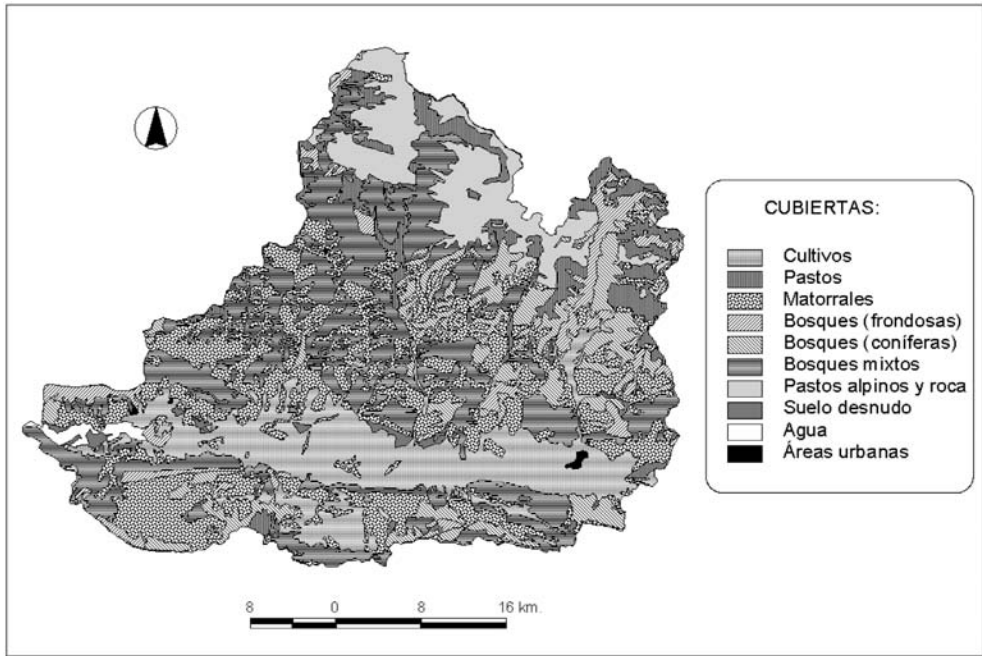 CUBIERTAS:
Cultivos
Pastos
Matorrales
Bosques (frondosas)
Bosques (coníferas)
Bosques mixtos
Pastos alpinos y roca
Suelo desnudo
Agua
Áreas urbanas
8 0 8 16 km.